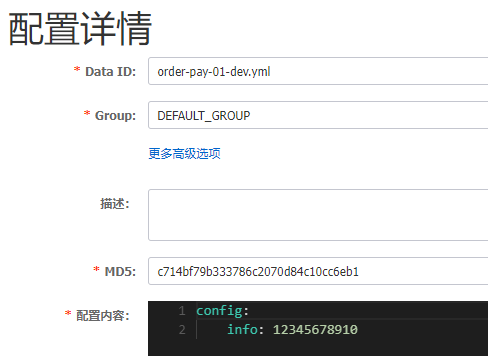 配置详情
* Data ID: order-pay-01-dev.yml
* Group: DEFAULT_GROUP
更多高级选项
描述:
* MD5: c714bf79b333786c2070d84c10cc6eb1
* 配置内容: 1 config:
2 info: 12345678910